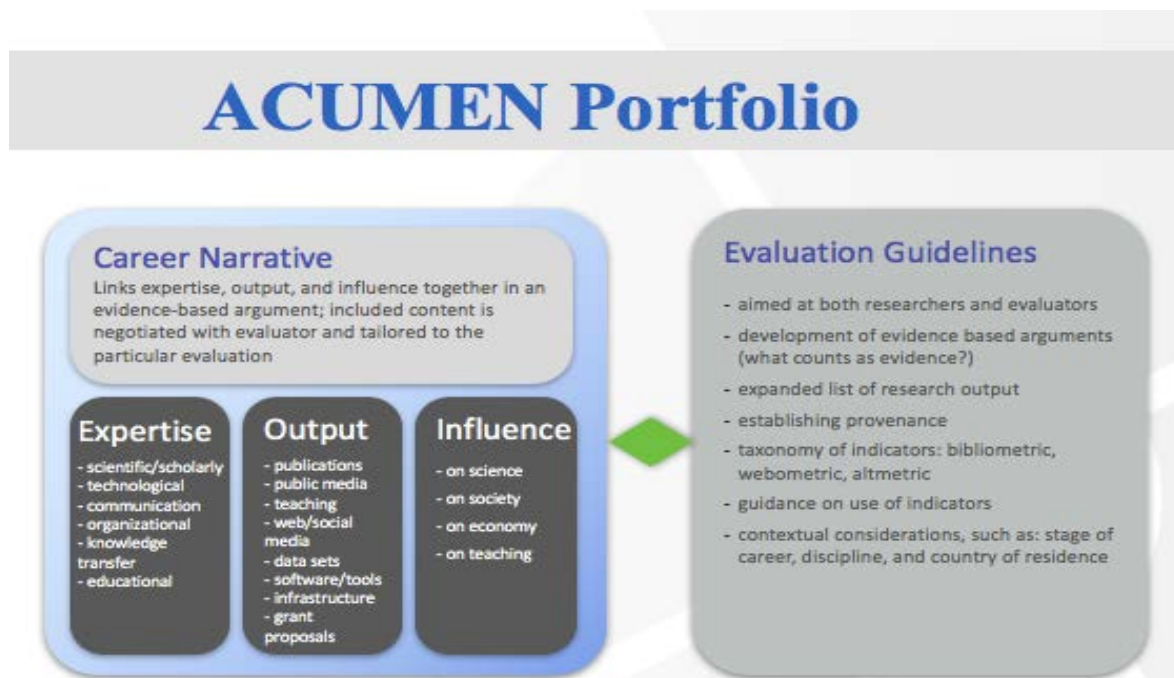 ACUMEN Portfolio
Career Narrative
Links expertise, output, and influence together in an
evidence-based argument; included content is
negotiated with evaluator and tailored to the
particular evaluation
Expertise
- scientific/scholarly
- technological
- communication
- organizational
- knowledge
transfer
- educational
Output
- publications
- public media
- teaching
- web/social
media
- data sets
- software/tools
- infrastructure
- grant
proposals
Influence
- on science
- on society
- on economy
- on teaching
Evaluation Guidelines
- aimed at both researchers and evaluators
- development of evidence based arguments
(what counts as evidence?)
- expanded list of research output
- establishing provenance
- taxonomy of indicators: bibliometric,
webometric, altmetric
- guidance on use of indicators
- contextual considerations, such as: stage of
career, discipline, and country of residence